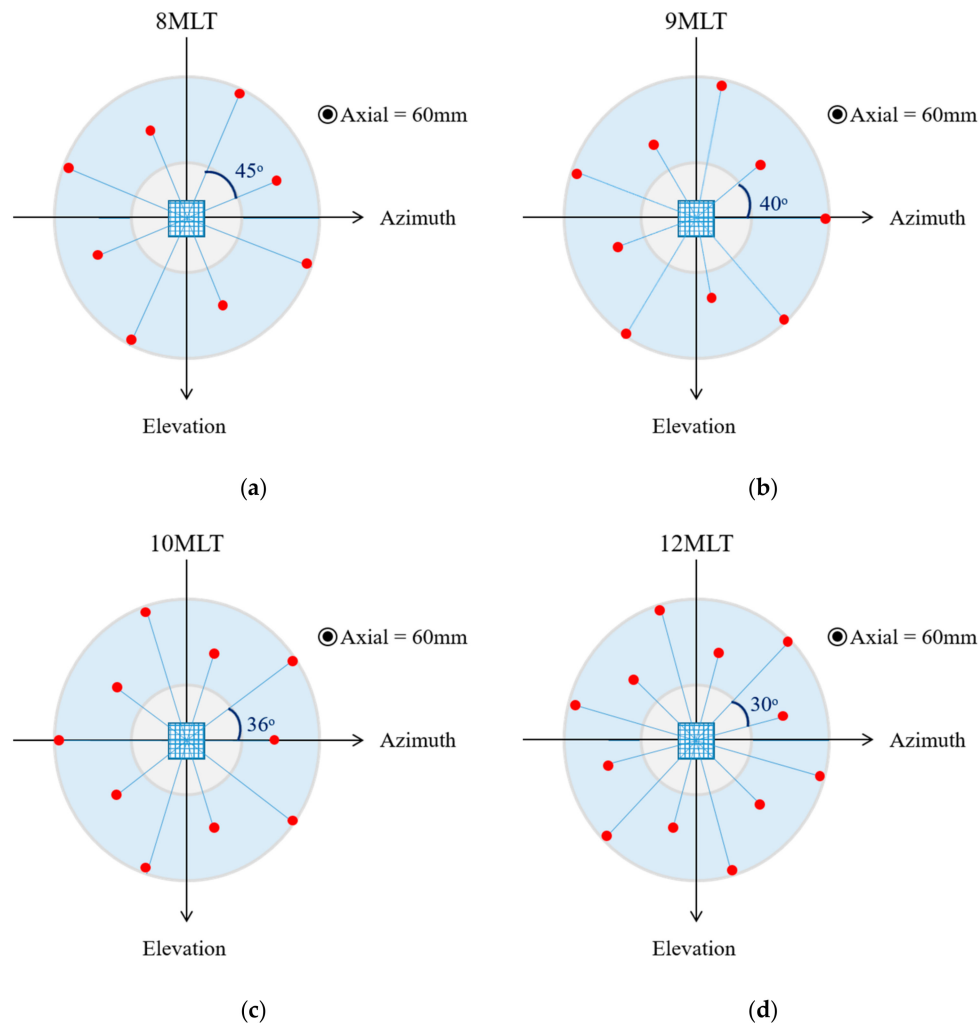 8MLT
Axial = 60mm
45°
Azimuth
Elevation
(a)
9MLT
Axial = 60mm
40°
Azimuth
Elevation
(b)
10MLT
Axial = 60mm
36°
Azimuth
Elevation
(c)
12MLT
Axial = 60mm
30°
Azimuth
Elevation
(d)